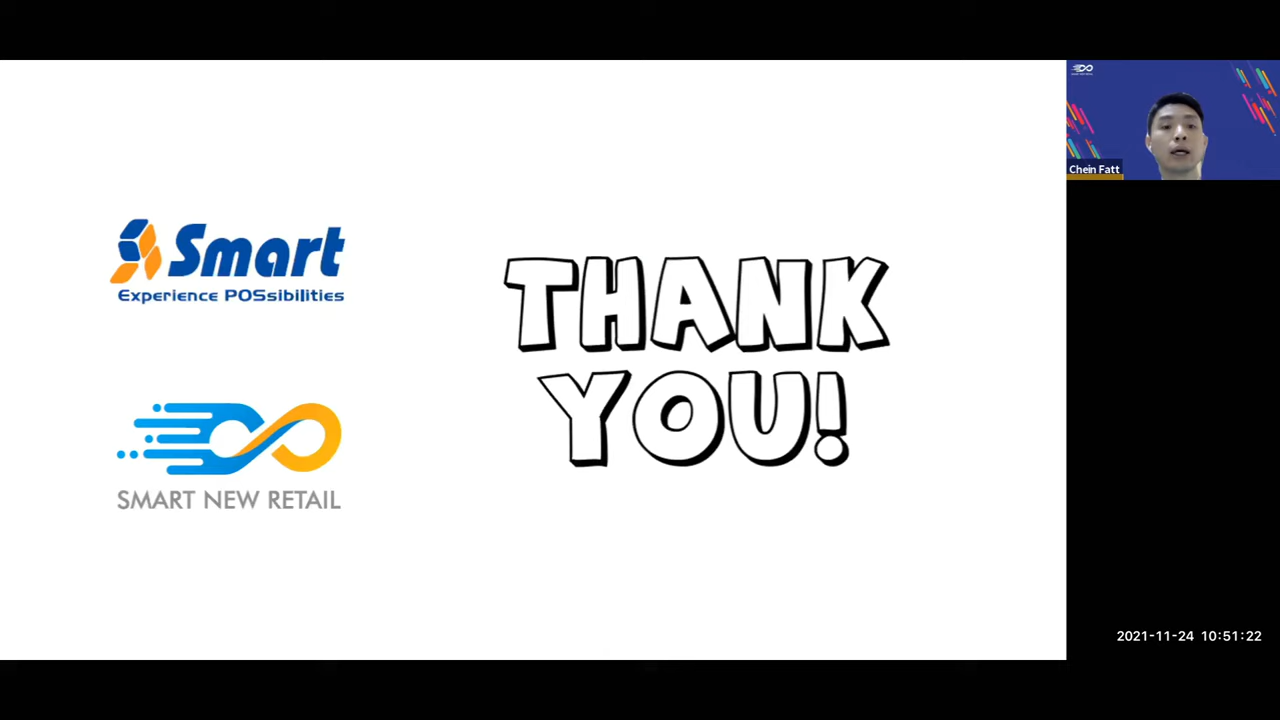 Smart
Experience POSsibilities
SMART NEW RETAIL
THANK
YOU!
Chein Fatt
2021-11-24 10:51:22